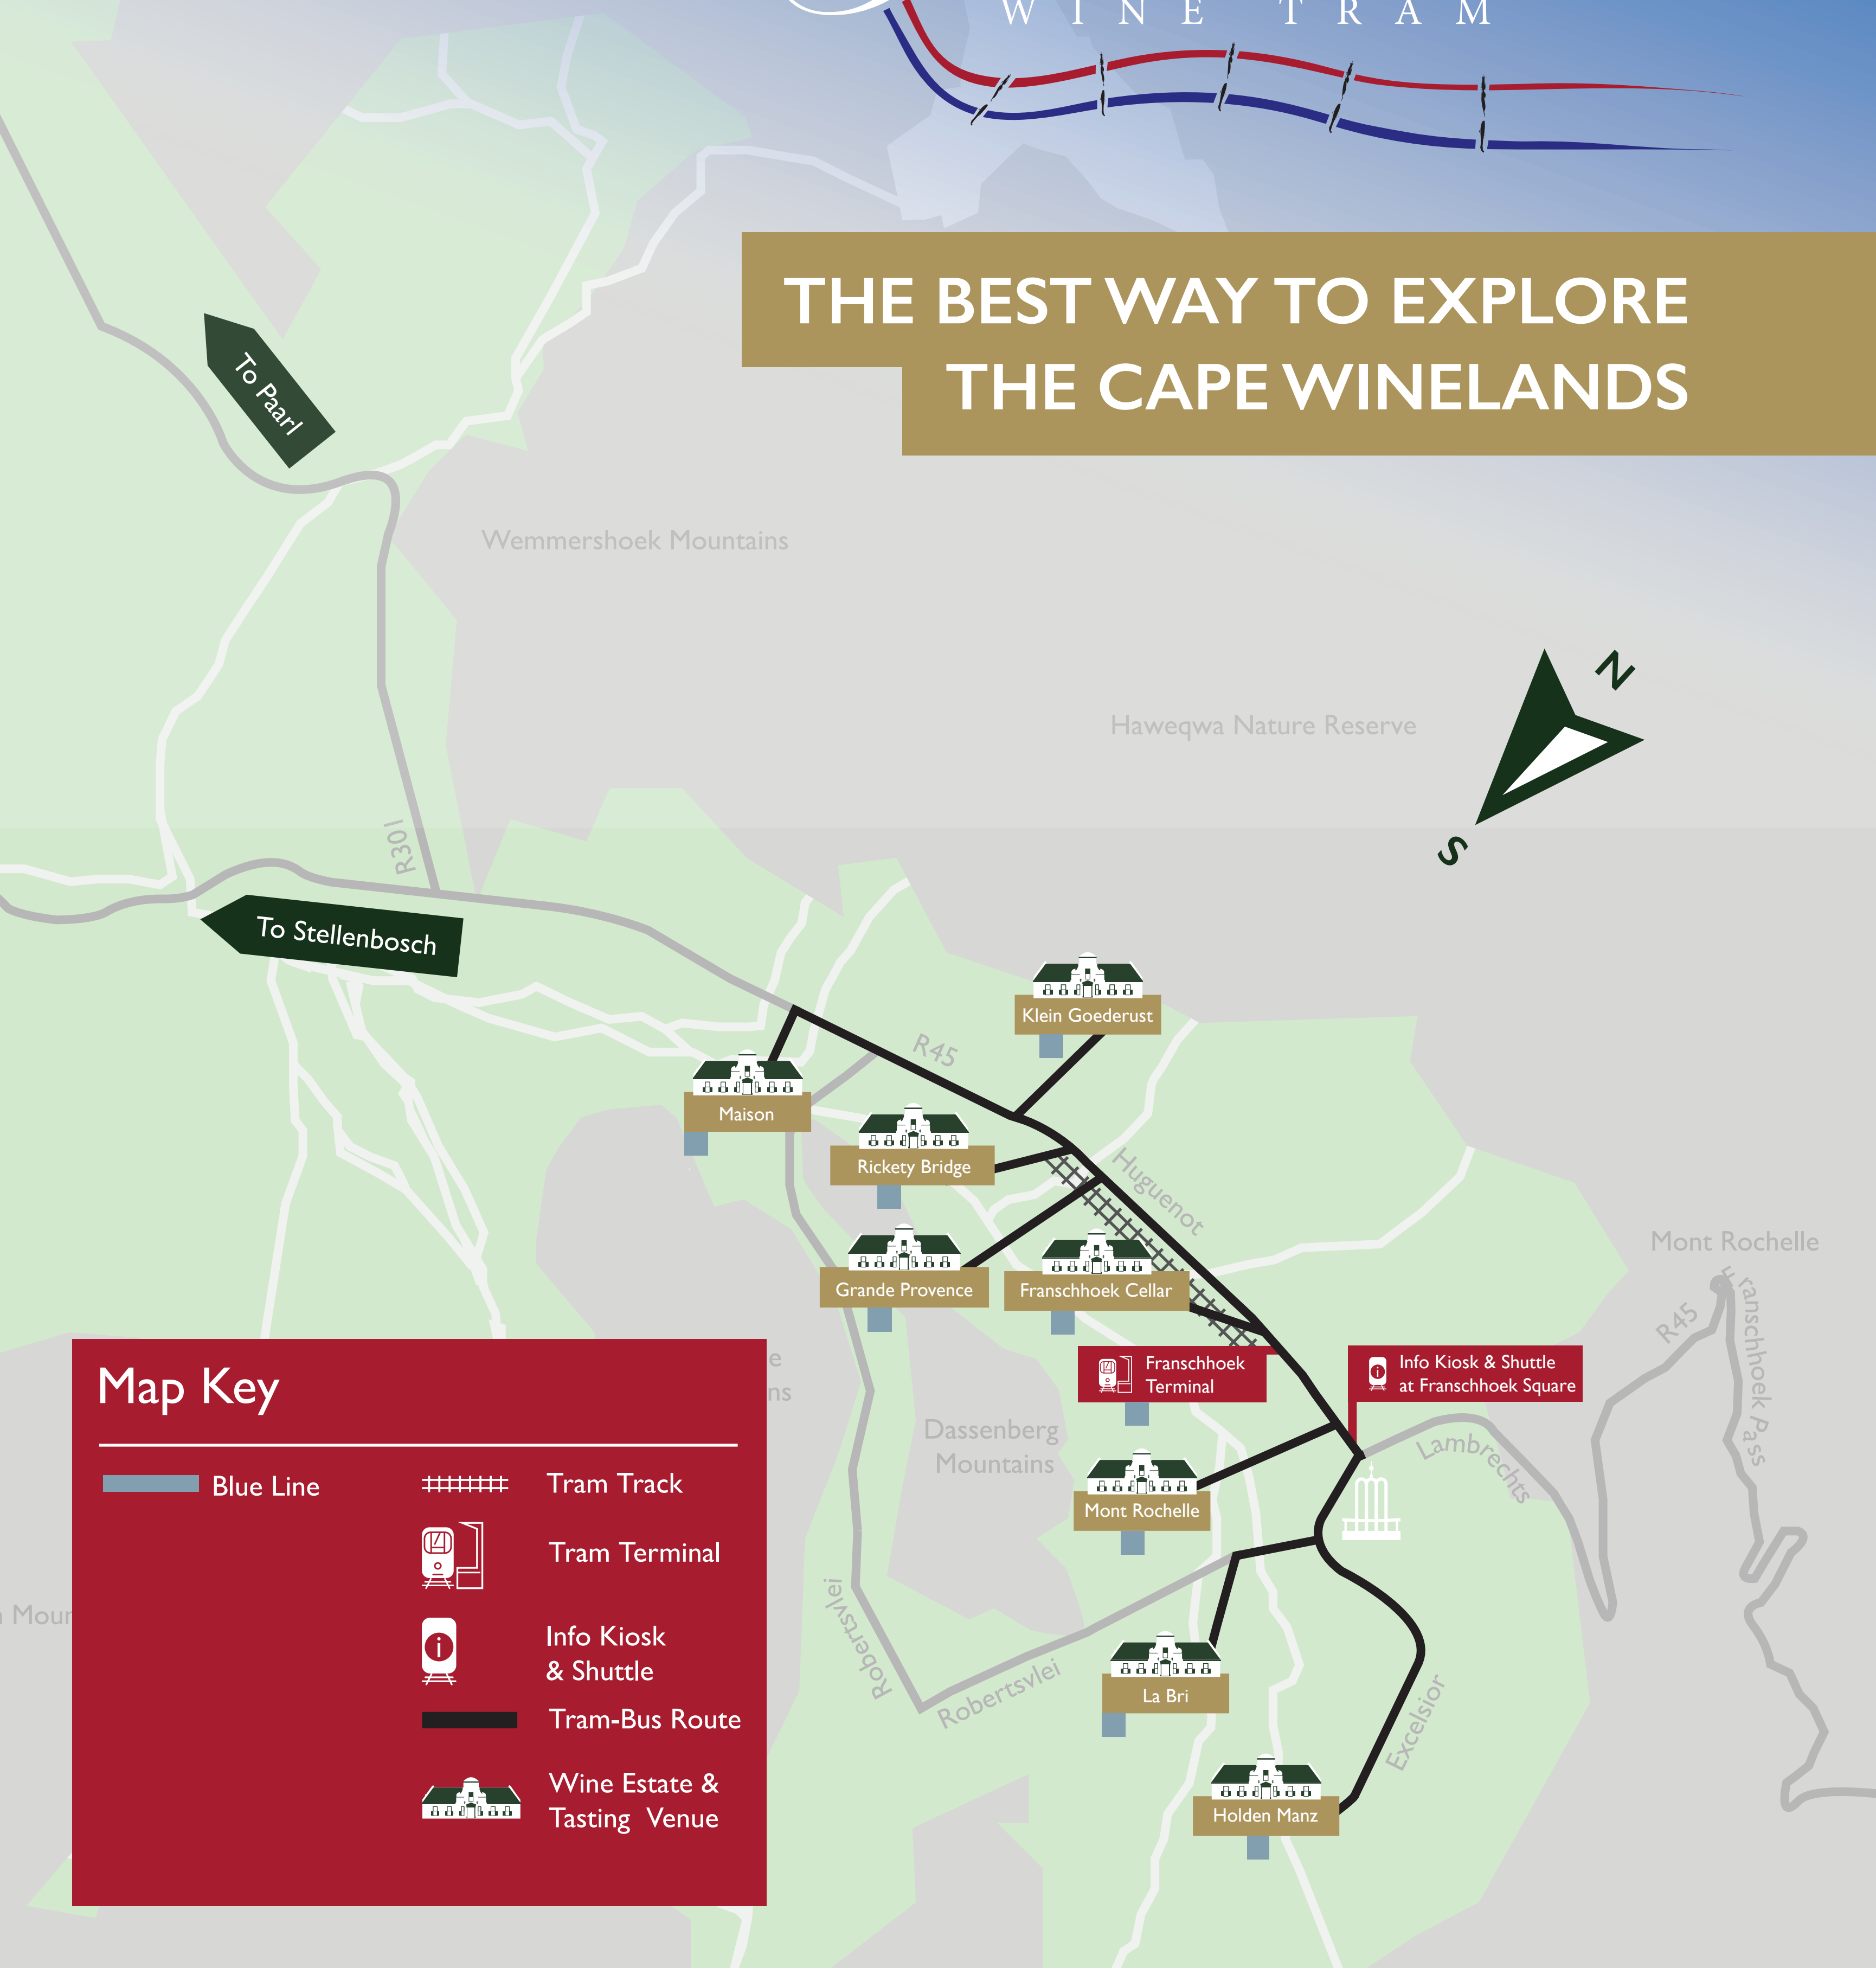 WINE TRAM
THE BEST WAY TO EXPLORE
THE CAPE WINELANDS
To Paarl
Wemmershoek Mountains
N
Haweqwa Nature Reserve
S
R301
To Stellenbosch
Klein Goederust
R45
Maison
Rickety Bridge
Huguenot
Mont Rochelle
Grande Provence
Franschhoek Cellar
R45
Franschhoek Pass
Franschhoek
Terminal
Info Kiosk & Shuttle
at Franschhoek Square
Dassenberg
Mountains
Lambrechts
Mont Rochelle
Robertsvlei
Robertsvlei
La Bri
Excelsior
Holden Manz
Map Key
Blue Line
Tram Track
Tram Terminal
Info Kiosk
& Shuttle
Tram-Bus Route
Wine Estate &
Tasting Venue